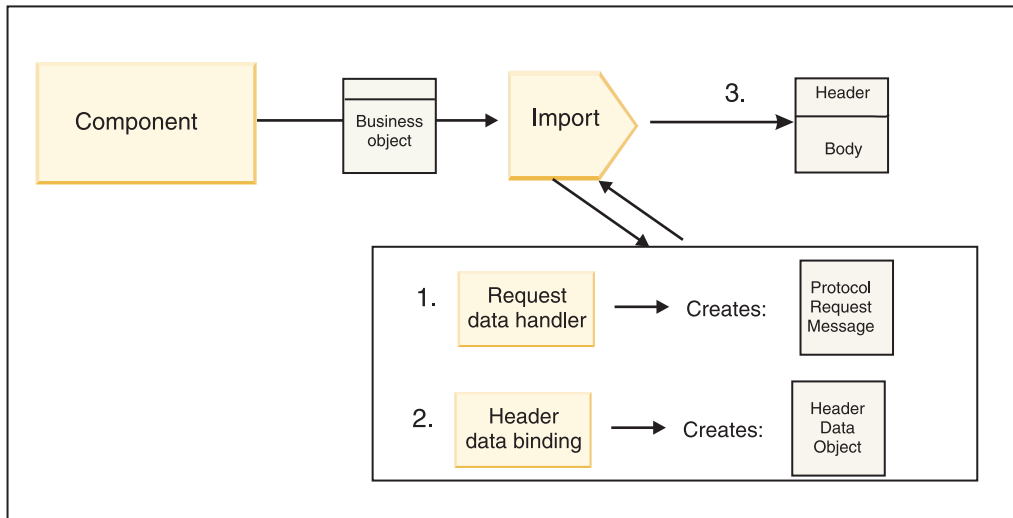 Component
Business
object
Import
3.
Header
Body
1.
Request
data handler
Creates:
Protocol
Request
Message
2.
Header
data binding
Creates:
Header
Data
Object